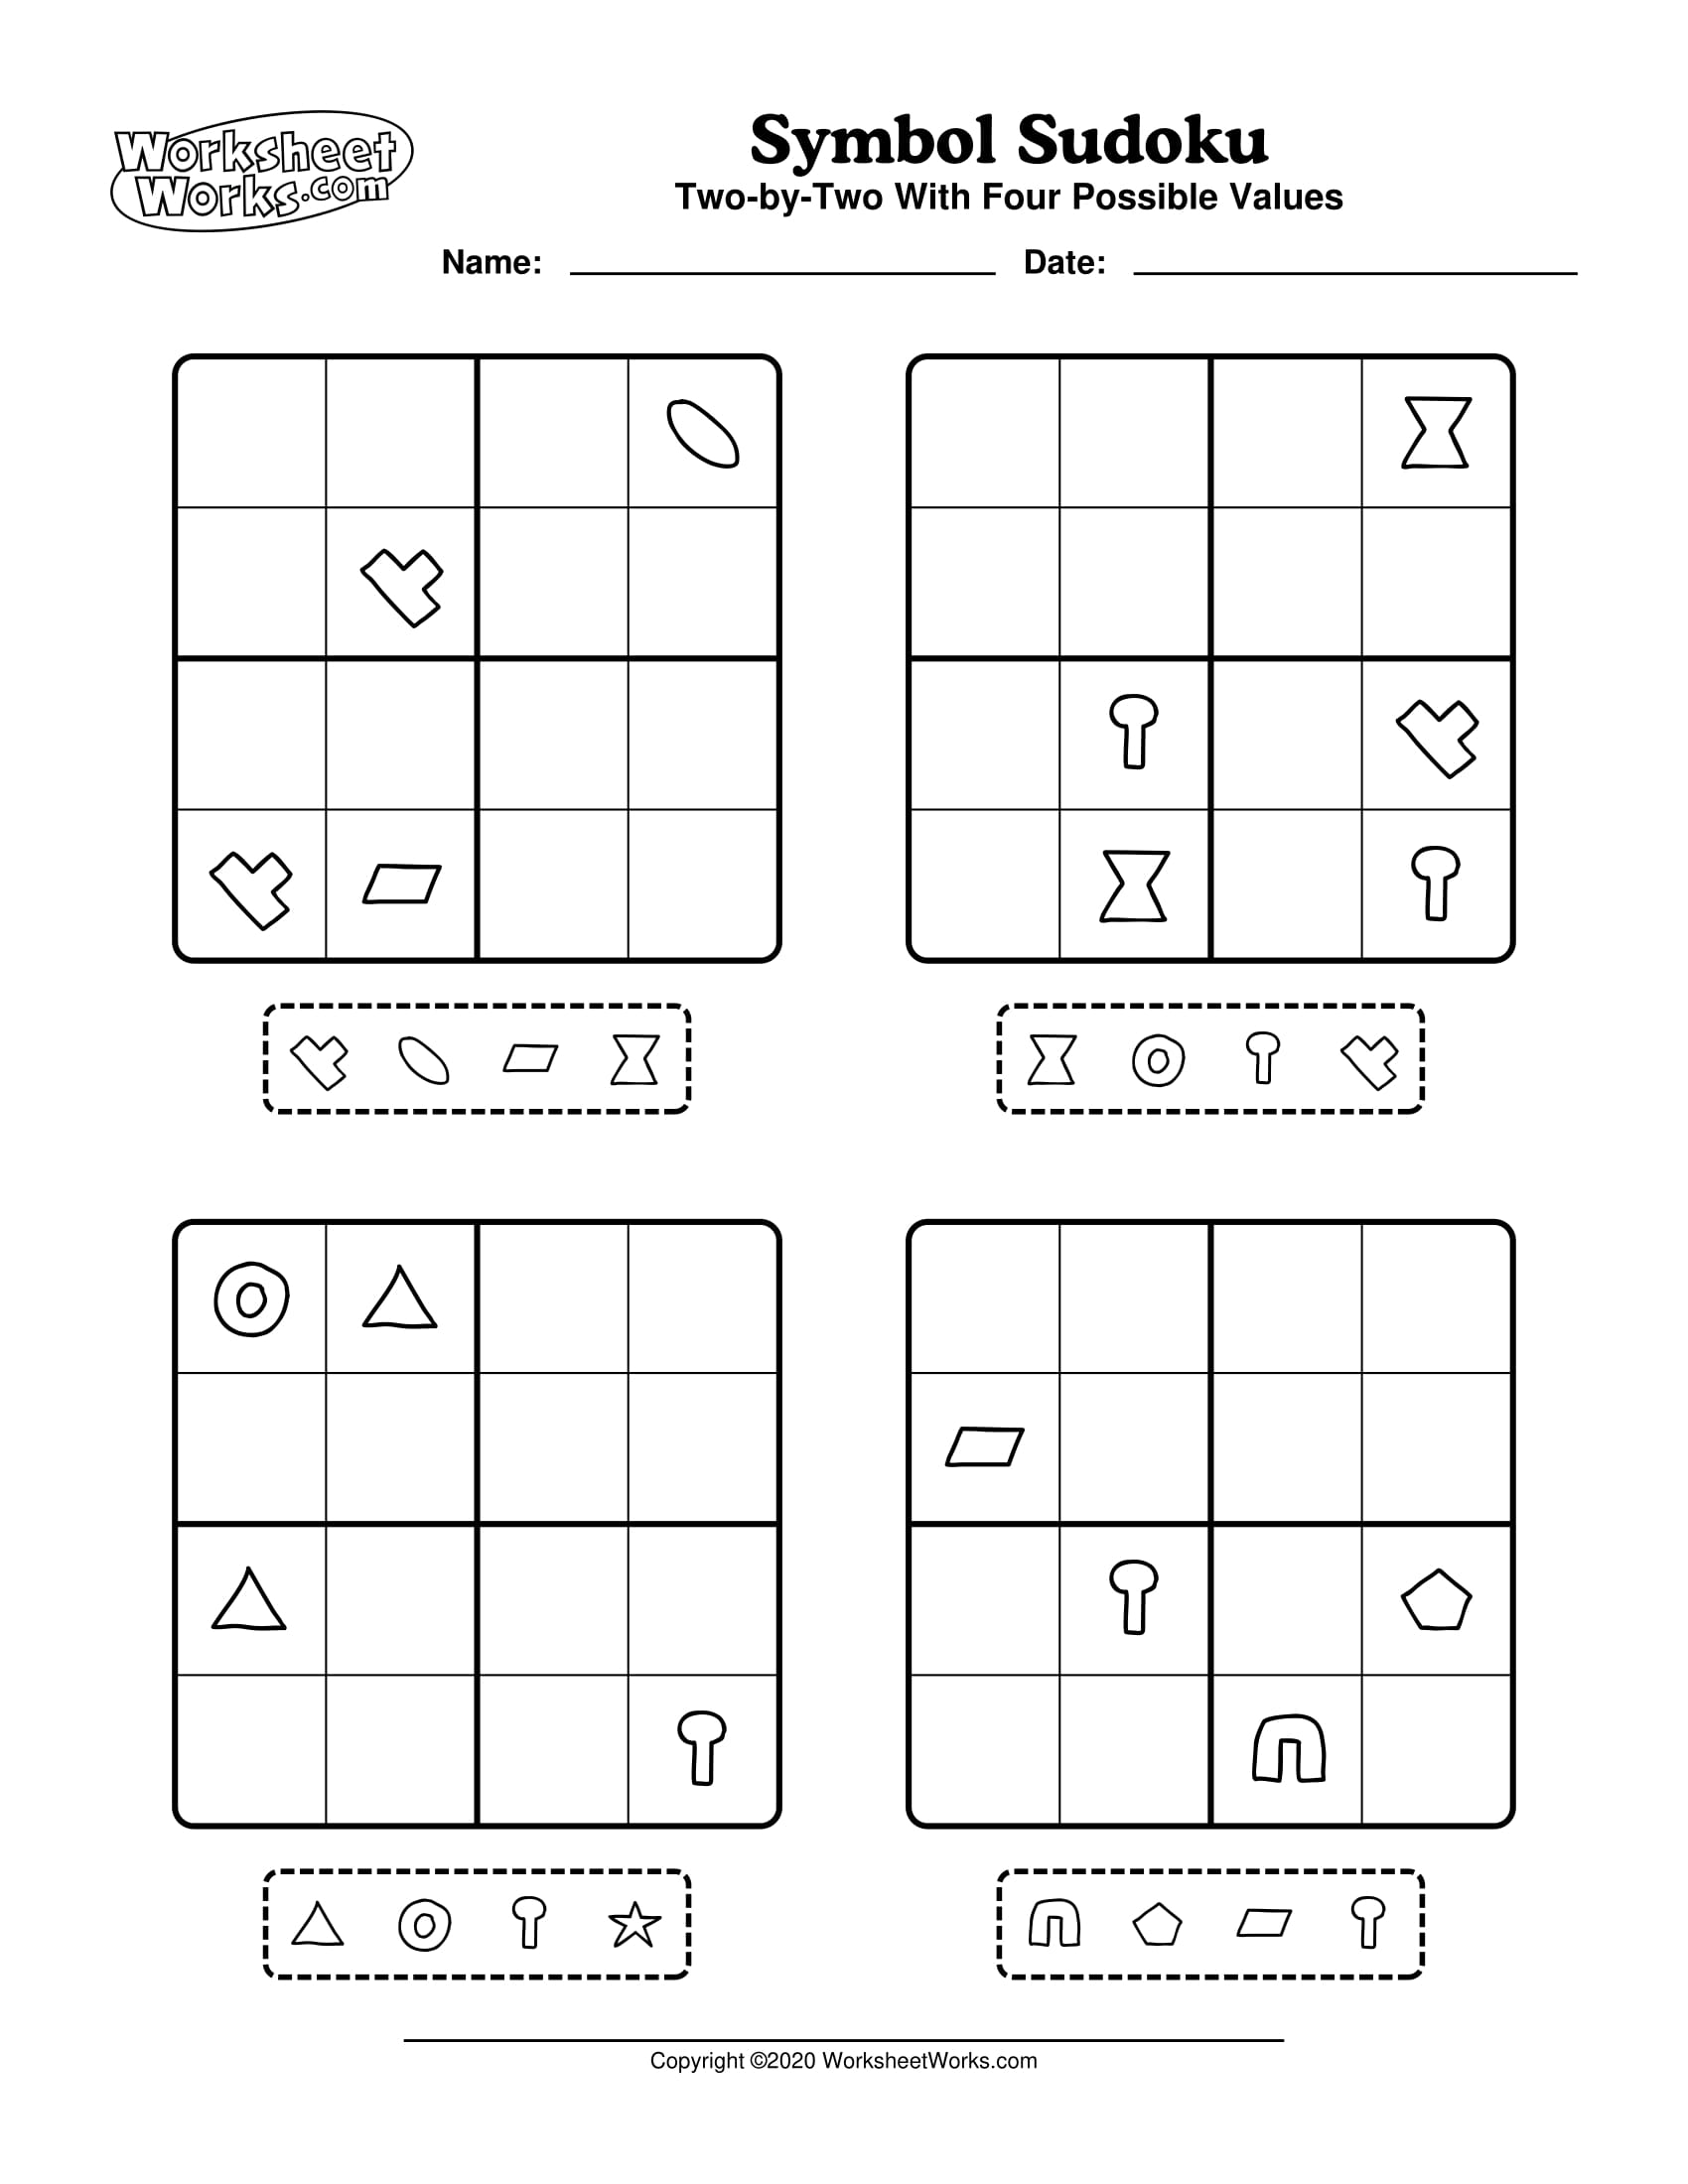 Worksheet
Works.com
Symbol Sudoku
Two-by-Two With Four Possible Values
Name: Date:
Copyright ©2020 WorksheetWorks.com